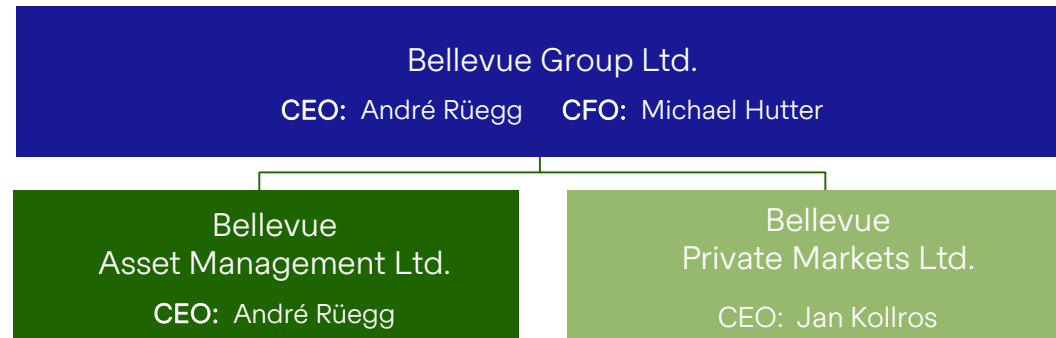 Bellevue Group Ltd.
CEO: André Rüegg CFO: Michael Hutter
Bellevue
Asset Management Ltd.
CEO: André Rüegg
Bellevue
Private Markets Ltd.
CEO: Jan Kollros